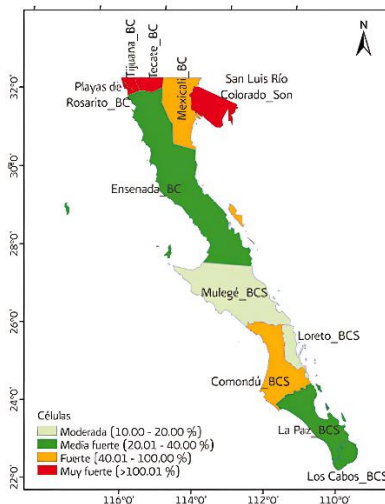 Tijuana_BC
Tecate_BC
Mexicali_BC
N
San Luis Río
Colorado_Son
Playas de
Rosarito_BC
32°0'
30°0'
Ensenada_BC
28°0'
Mulegé_BCS
26°0'
Loreto_BCS
Comondú_BCS
24°0'
La Paz_BCS
22°0'
Los Cabos_BCS
Células
Moderada (10.00 - 20.00 %)
Media fuerte (20.01 - 40.00 %)
Fuerte (40.01 - 100.00 %)
Muy fuerte (>100.01 %)
116°0'
114°0'
112°0'
110°0'